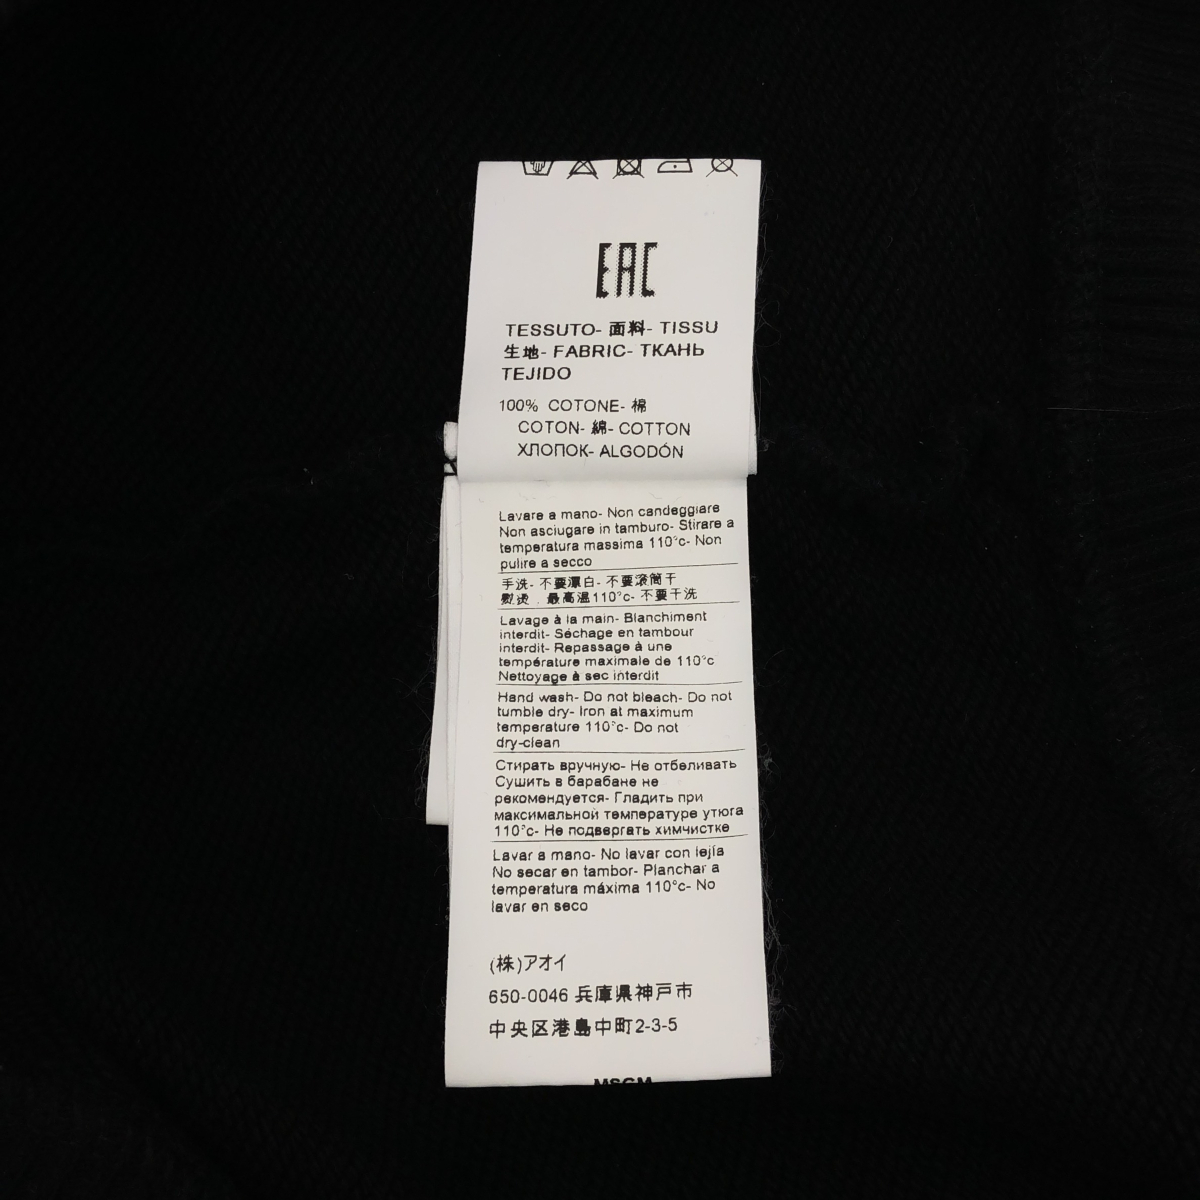 EAC
TESSUTO- 面料- TISSU
生地- FABRIC- ТКАНЬ
TEJIDO
100% COTONE- 棉
COTON- 綿- COTTON
ХЛОПОК- ALGODÓN
Lavare a mano- Non candeggiare
Non asciugare in tamburo- Stirare a
temperatura massima 110°c- Non
pulire a secco
手洗- 不要漂白- 不要滚筒干
熨烫，最高温110°c- 不要干洗
Lavage à la main- Blanchiment
interdit- Séchage en tambour
interdit- Repassage à une
température maximale de 110°c
Nettoyage à sec interdit
Hand wash- Do not bleach- Do not
tumble dry- Iron at maximum
temperature 110°c- Do not
dry-clean
Стирать вручную- Не отбеливать
Сушить в барабане не
рекомендуется- Гладить при
максимальной температуре утюга
110°c- Не подвергать химчистке
Lavar a mano- No lavar con lejía
No secar en tambor- Planchar a
temperatura máxima 110°c- No
lavar en seco
(株)アオイ
650-0046 兵庫県神戸市
中央区港島中町2-3-5
MSGM